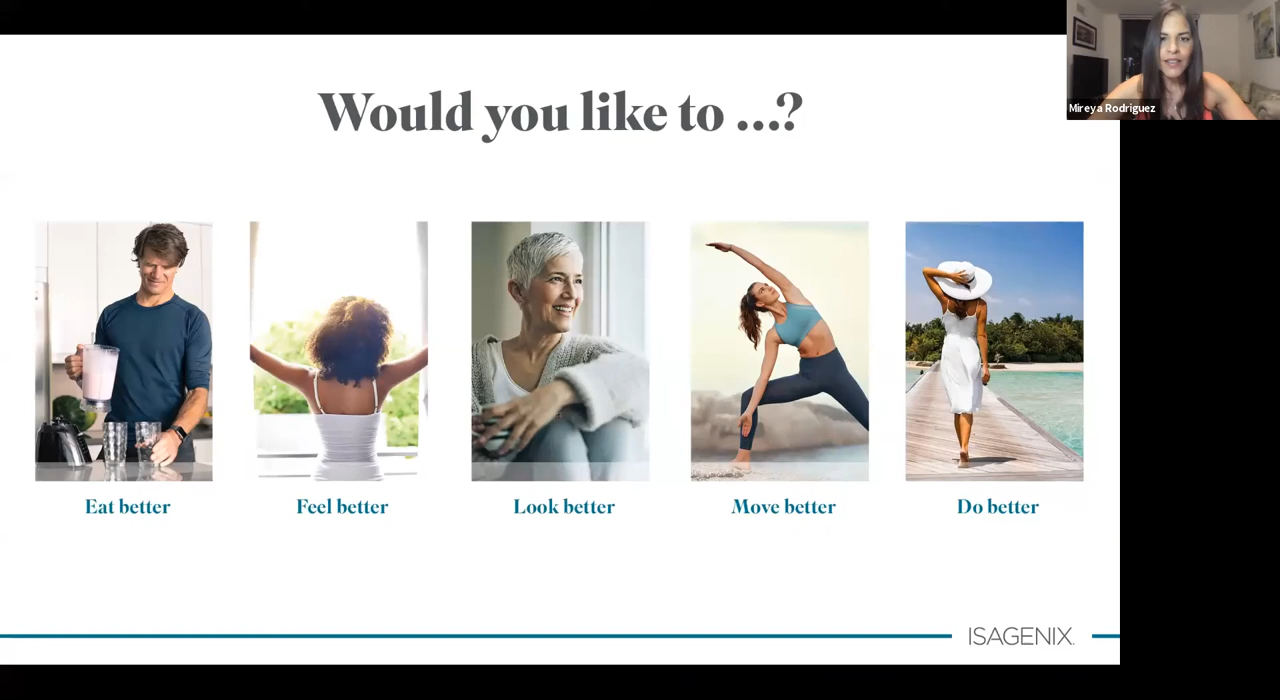 Mireya Rodriguez
Would you like to ...?
Eat better
Feel better
Look better
Move better
Do better
ISAGENIX.